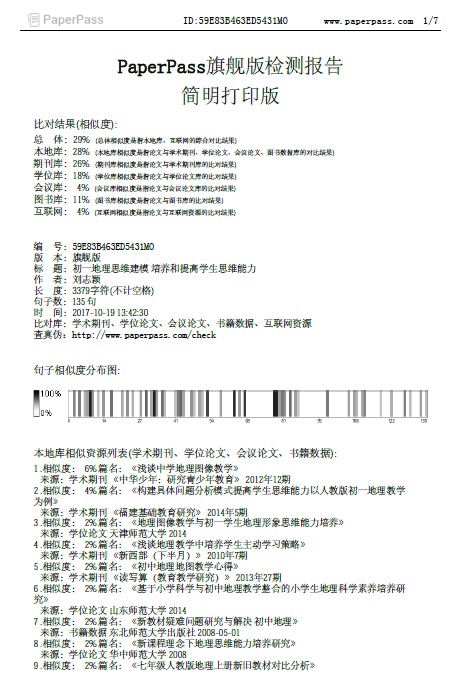 PaperPass ID:59E83B463ED5431M0 www.paperpass.com 1/7
PaperPass旗舰版检测报告
简明打印版
比对结果(相似度):
总 体: 29% (总体相似度是指本地库、互联网的综合对比结果)
本地库: 28% (本地库相似度是指论文与学术期刊、学位论文、会议论文、图书数据库的对比结果)
期刊库: 26% (期刊库相似度是指论文与学术期刊库的比对结果)
学位库: 18% (学位库相似度是指论文与学位论文库的比对结果)
会议库: 4% (会议库相似度是指论文与会议论文库的比对结果)
图书库: 11% (图书库相似度是指论文与图书库的比对结果)
互联网: 4% (互联网相似度是指论文与互联网资源的比对结果)
编 号: 59E83B463ED5431M0
版 本: 旗舰版
标 题: 初一地理思维建模 培养和提高学生思维能力
作 者: 刘志颖
长 度: 3379字符(不计空格)
句子数: 135句
时 间: 2017-10-19 13:42:30
比对库: 学术期刊、学位论文、会议论文、书籍数据、互联网资源
查真伪: http://www.paperpass.com/check
句子相似度分布图:
100%
0%
0 14 27 41 54 68 81 95 108 122 135
本地库相似资源列表(学术期刊、学位论文、会议论文、书籍数据):
1.相似度: 6% 篇名: 《浅谈中学地理图像教学》
来源: 学术期刊 《中华少年: 研究青少年教育》 2012年12期
2.相似度: 4% 篇名: 《构建具体问题分析模式提高学生思维能力以人教版初一地理教学
为例》
来源: 学术期刊 《福建基础教育研究》 2014年5期
3.相似度: 2% 篇名: 《地理图像教学与初一学生地理形象思维能力培养》
来源: 学位论文 天津师范大学 2014
4.相似度: 2% 篇名: 《浅谈地理教学中培养学生主动学习策略》
来源: 学术期刊 《新西部(下半月)》 2010年7期
5.相似度: 2% 篇名: 《初中地理地图教学心得》
来源: 学术期刊 《读写算(教育教学研究)》 2013年27期
6.相似度: 2% 篇名: 《基于小学科学与初中地理教学整合的小学生地理科学素养培养研
究》
来源: 学位论文 山东师范大学 2014
7.相似度: 2% 篇名: 《新教材疑难问题研究与解决 初中地理》
来源: 书籍数据 东北师范大学出版社 2008-05-01
8.相似度: 2% 篇名: 《新课程理念下地理思维能力培养研究》
来源: 学位论文 华中师范大学 2008
9.相似度: 2% 篇名: 《七年级人教版地理上册新旧教材对比分析》